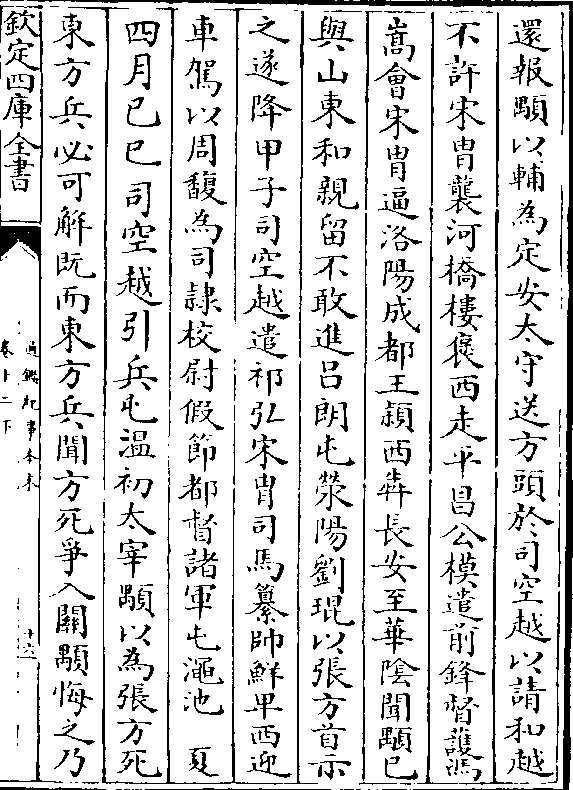 還報顒以輔為定安太守送方頭於司空越以請和越
不許宋胄襲河橋樓褒西走平昌公模遣前鋒督護馮
嵩會宋胄逼洛陽成都王頴西奔長安至華陰聞顒已
與山東和親留不敢進吕朗屯滎陽劉琨以張方首示
之遂降甲子司空越遣祁弘宋胄司馬纂帥鮮卑西迎
車駕以周馥為司𨽻校尉假節都督諸軍屯澠池　夏
四月己巳司空越引兵屯温初太宰顒以為張方死
東方兵必可解既而東方兵聞方死爭入關顒悔之乃
欽定四庫全書
通鑑紀事本末
卷十二下
十六